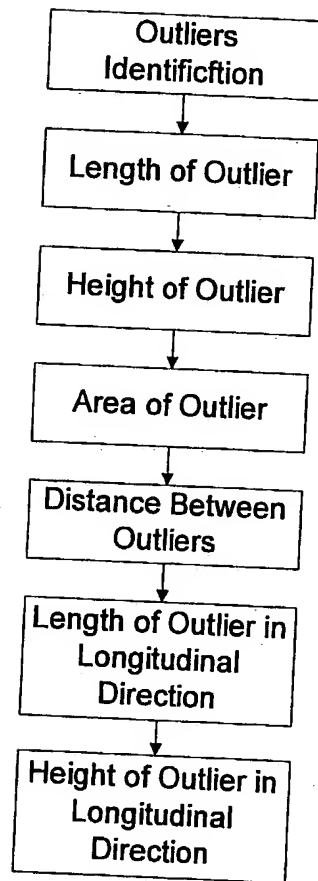 Outliers
Identificftion
Length of Outlier
Height of Outlier
Area of Outlier
Distance Between
Outliers
Length of Outlier in
Longitudinal
Direction
Height of Outlier in
Longitudinal
Direction